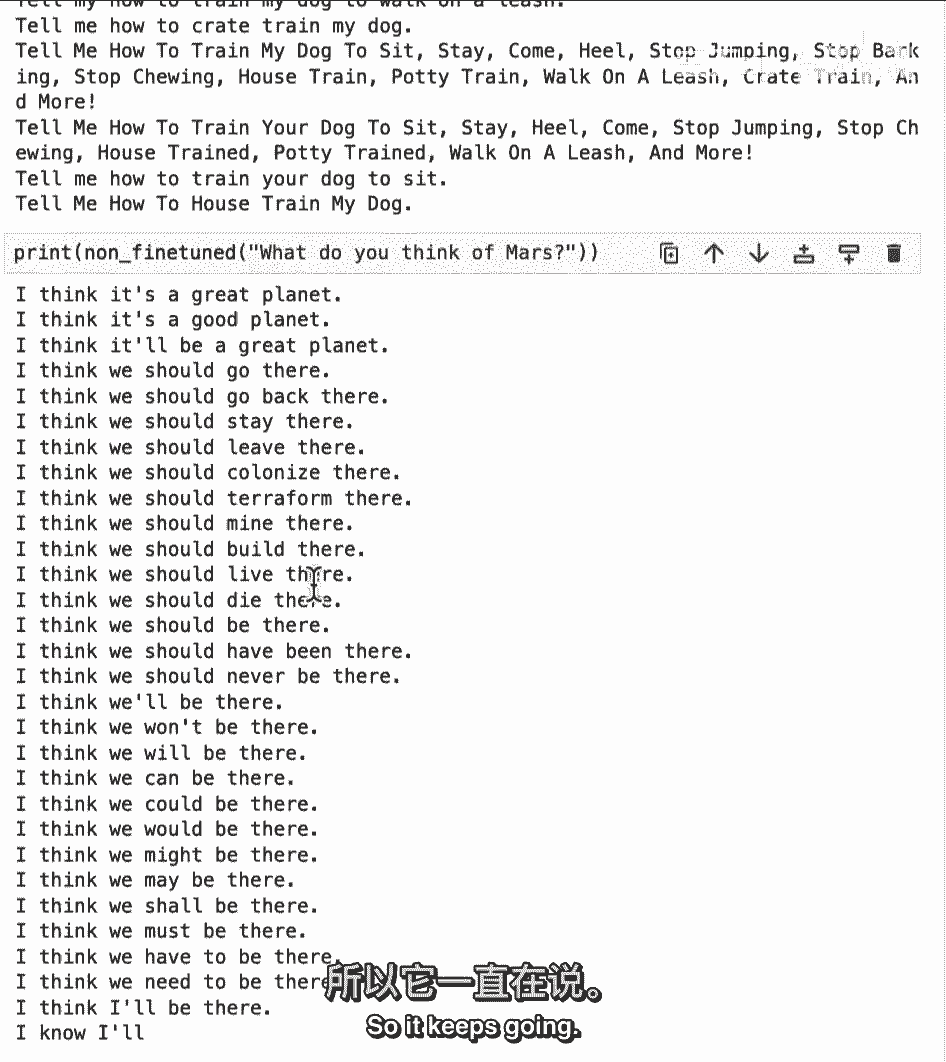 Tell my how to train my dog to walk on a leash.
Tell me how to crate train my dog.
Tell Me How To Train My Dog To Sit, Stay, Come, Heel, Stop Jumping, Stop Bark
ing, Stop Chewing, House Train, Potty Train, Walk On A Leash, Crate Train, An
d More!
Tell Me How To Train Your Dog To Sit, Stay, Heel, Come, Stop Jumping, Stop Ch
ewing, House Trained, Potty Trained, Walk On A Leash, And More!
Tell me how to train your dog to sit.
Tell Me How To House Train My Dog.
print(non_finetuned("What do you think of Mars?"))
I think it's a great planet.
I think it's a good planet.
I think it'll be a great planet.
I think we should go there.
I think we should go back there.
I think we should stay there.
I think we should leave there.
I think we should colonize there.
I think we should terraform there.
I think we should mine there.
I think we should build there.
I think we should live there.
I think we should die there.
I think we should be there.
I think we should have been there.
I think we should never be there.
I think we'll be there.
I think we won't be there.
I think we will be there.
I think we can be there.
I think we could be there.
I think we would be there.
I think we might be there.
I think we may be there.
I think we shall be there.
I think we must be there.
I think we have to be there.
I think we need to be there
I think I'll be there.
I know I'll
所以它一直在说。
So it keeps going.